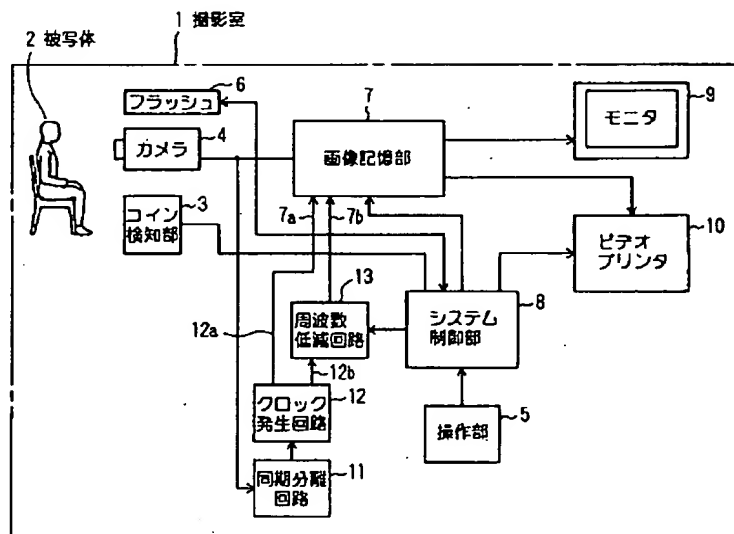 1 撮影室
2 被写体
6
フラッシュ
4
カメラ
3
コイン
検知部
7
画像記憶部
7a
7b
9
モニタ
10
ビデオ
プリンタ
13
周波数
低減回路
12a
12b
8
システム
制御部
12
クロック
発生回路
5
操作部
11
同期分離
回路